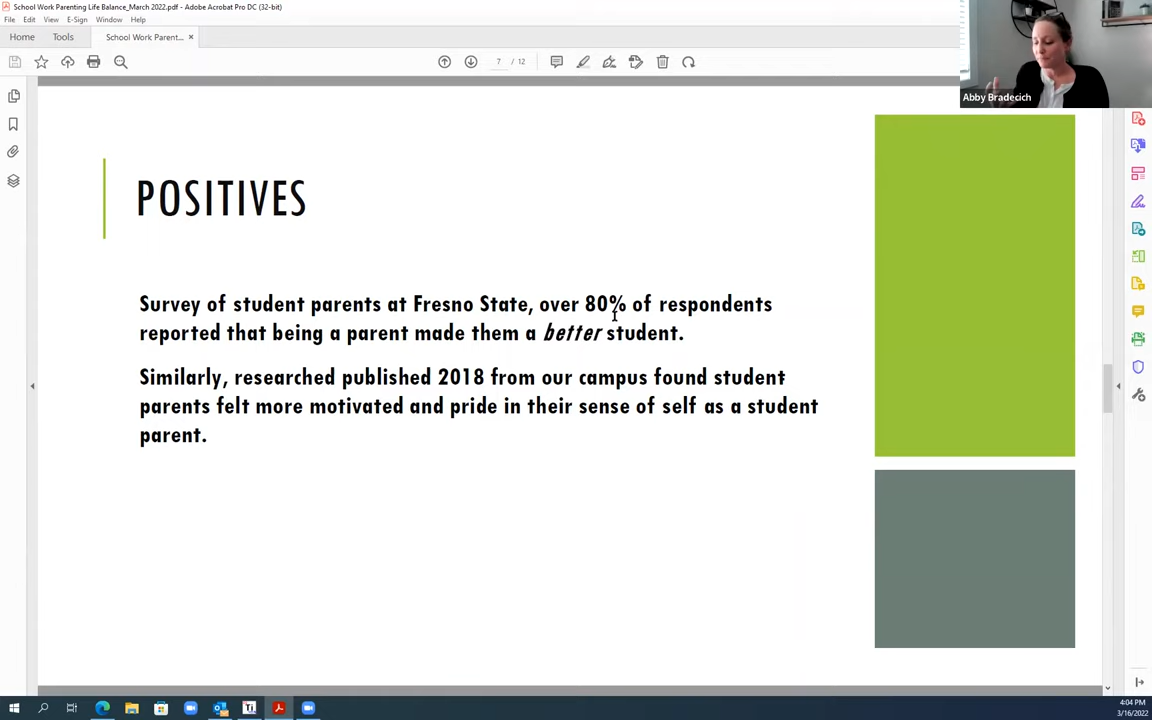 School Work Parenting Life Balance_March 2022.pdf - Adobe Acrobat Pro DC (32-bit)
File Edit View E-Sign Window Help
Home Tools School Work Parent... ×
7 / 12
Abby Bradecich
POSITIVES
Survey of student parents at Fresno State, over 80% of respondents
reported that being a parent made them a better student.
Similarly, researched published 2018 from our campus found student
parents felt more motivated and pride in their sense of self as a student
parent.
Ti
4:04 PM
3/16/2022